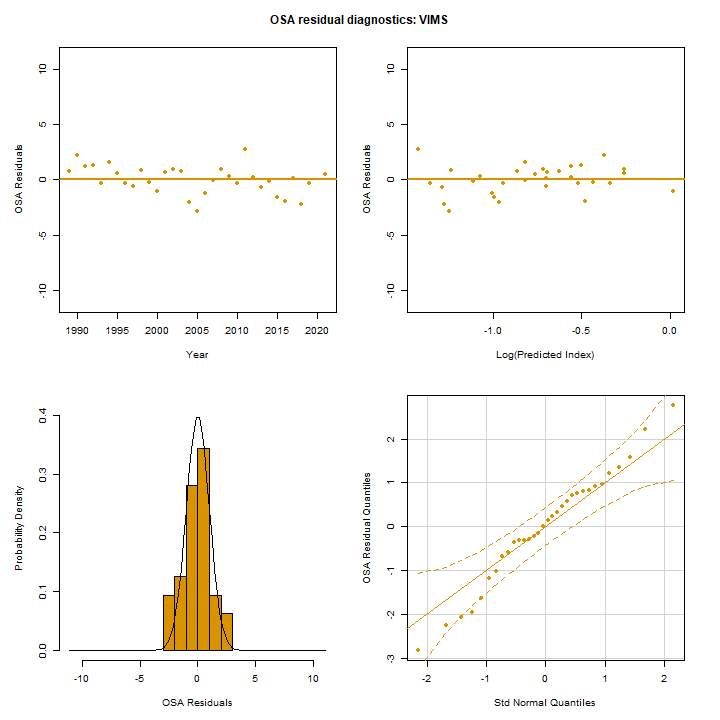 OSA residual diagnostics: VIMS
10
5
0
-5
-10
OSA Residuals
1990 1995 2000 2005 2010 2015 2020
Year
10
5
0
-5
-10
OSA Residuals
-1.0 -0.5 0.0
Log(Predicted Index)
0.4
0.3
0.2
0.1
0.0
Probability Density
-10 -5 0 5 10
OSA Residuals
2
1
0
-1
-2
-3
OSA Residual Quantiles
-2 -1 0 1 2
Std Normal Quantiles